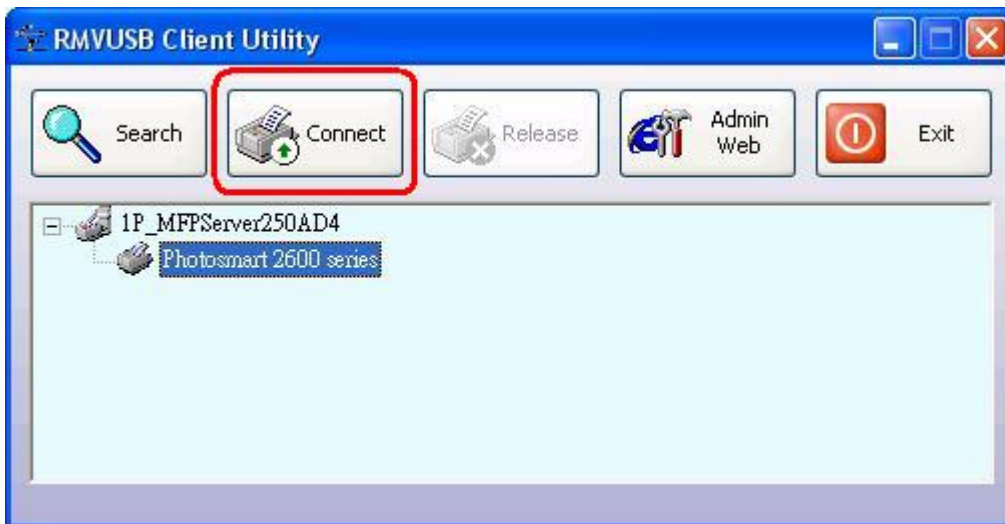 RMVUSB Client Utility
Search
Connect
Release
Admin
Web
Exit
1P_MFPServer250AD4
Photosmart 2600 series